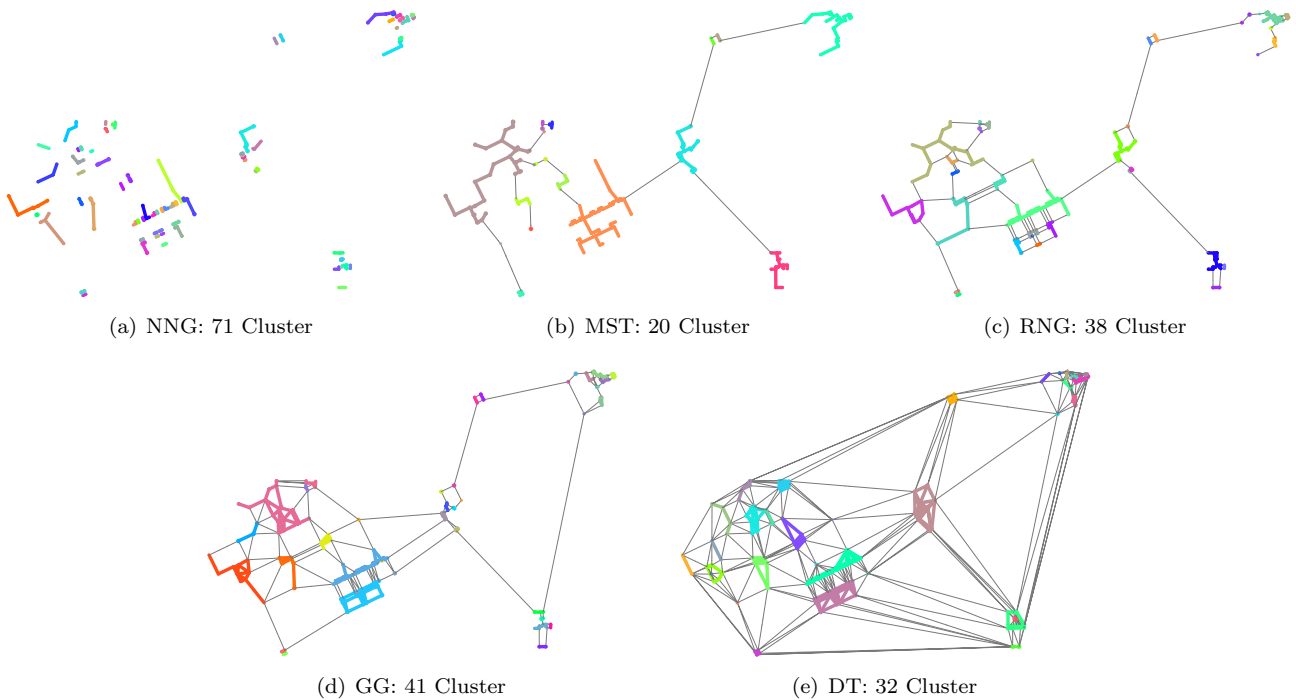 (a) NNG: 71 Cluster
(b) MST: 20 Cluster
(c) RNG: 38 Cluster
(d) GG: 41 Cluster
(e) DT: 32 Cluster